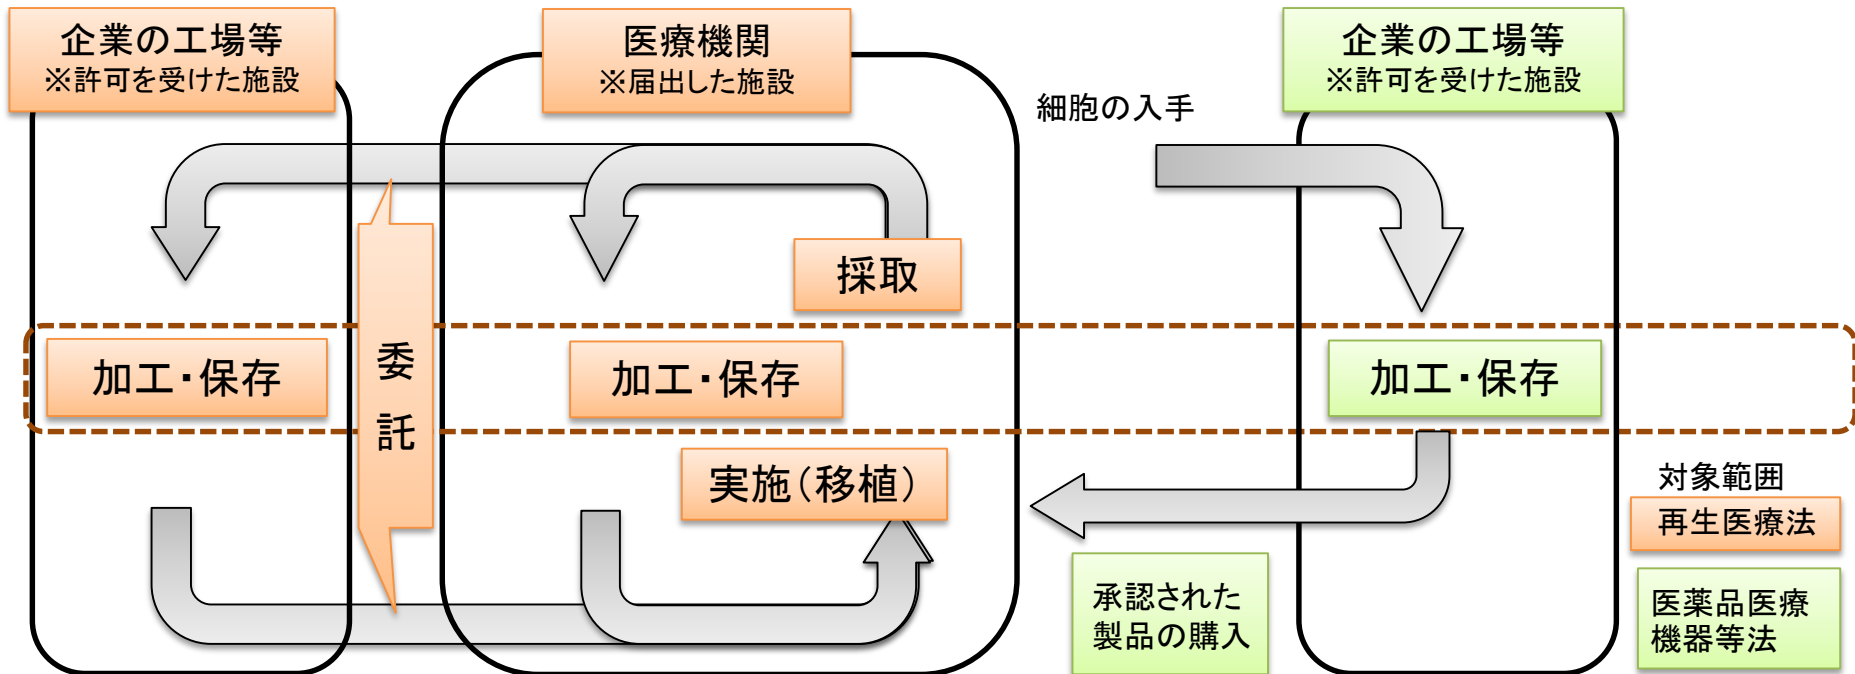 企業の工場等
※許可を受けた施設
医療機関
※届出した施設
企業の工場等
※許可を受けた施設
細胞の入手
採取
加工・保存
委
託
加工・保存
加工・保存
実施(移植)
対象範囲
再生医療法
承認された
製品の購入
医薬品医療
機器等法